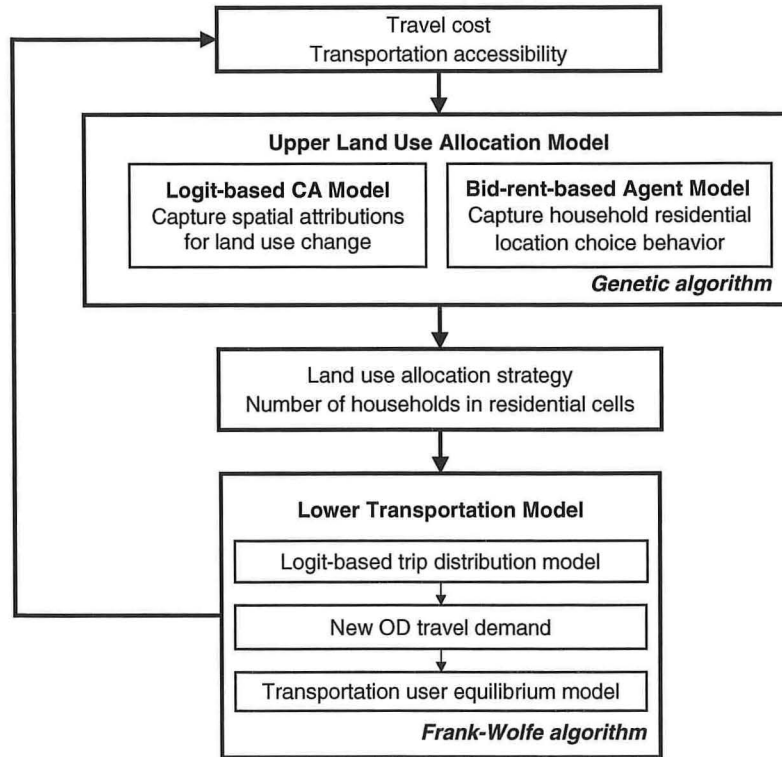 Travel cost
Transportation accessibility
Upper Land Use Allocation Model
Logit-based CA Model
Capture spatial attributions
for land use change
Bid-rent-based Agent Model
Capture household residential
location choice behavior
Genetic algorithm
Land use allocation strategy
Number of households in residential cells
Lower Transportation Model
Logit-based trip distribution model
New OD travel demand
Transportation user equilibrium model
Frank-Wolfe algorithm